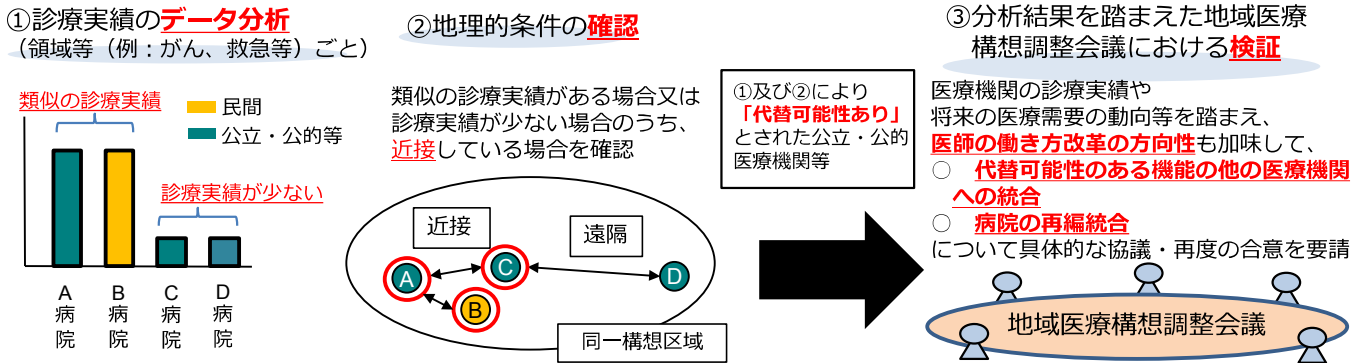 ①診療実績のデータ分析
（領域等（例：がん、救急等）ごと）
類似の診療実績
民間
公立・公的等
診療実績が少ない
A病院
B病院
C病院
D病院
②地理的条件の確認
類似の診療実績がある場合又は
診療実績が少ない場合のうち、
近接している場合を確認
近接
遠隔
A
B
C
D
同一構想区域
①及び②により
「代替可能性あり」
とされた公立・公的
医療機関等
③分析結果を踏まえた地域医療
構想調整会議における検証
医療機関の診療実績や
将来の医療需要の動向等を踏まえ、
医師の働き方改革の方向性も加味して、
○　代替可能性のある機能の他の医療機関
への統合
○　病院の再編統合
について具体的な協議・再度の合意を要請
地域医療構想調整会議